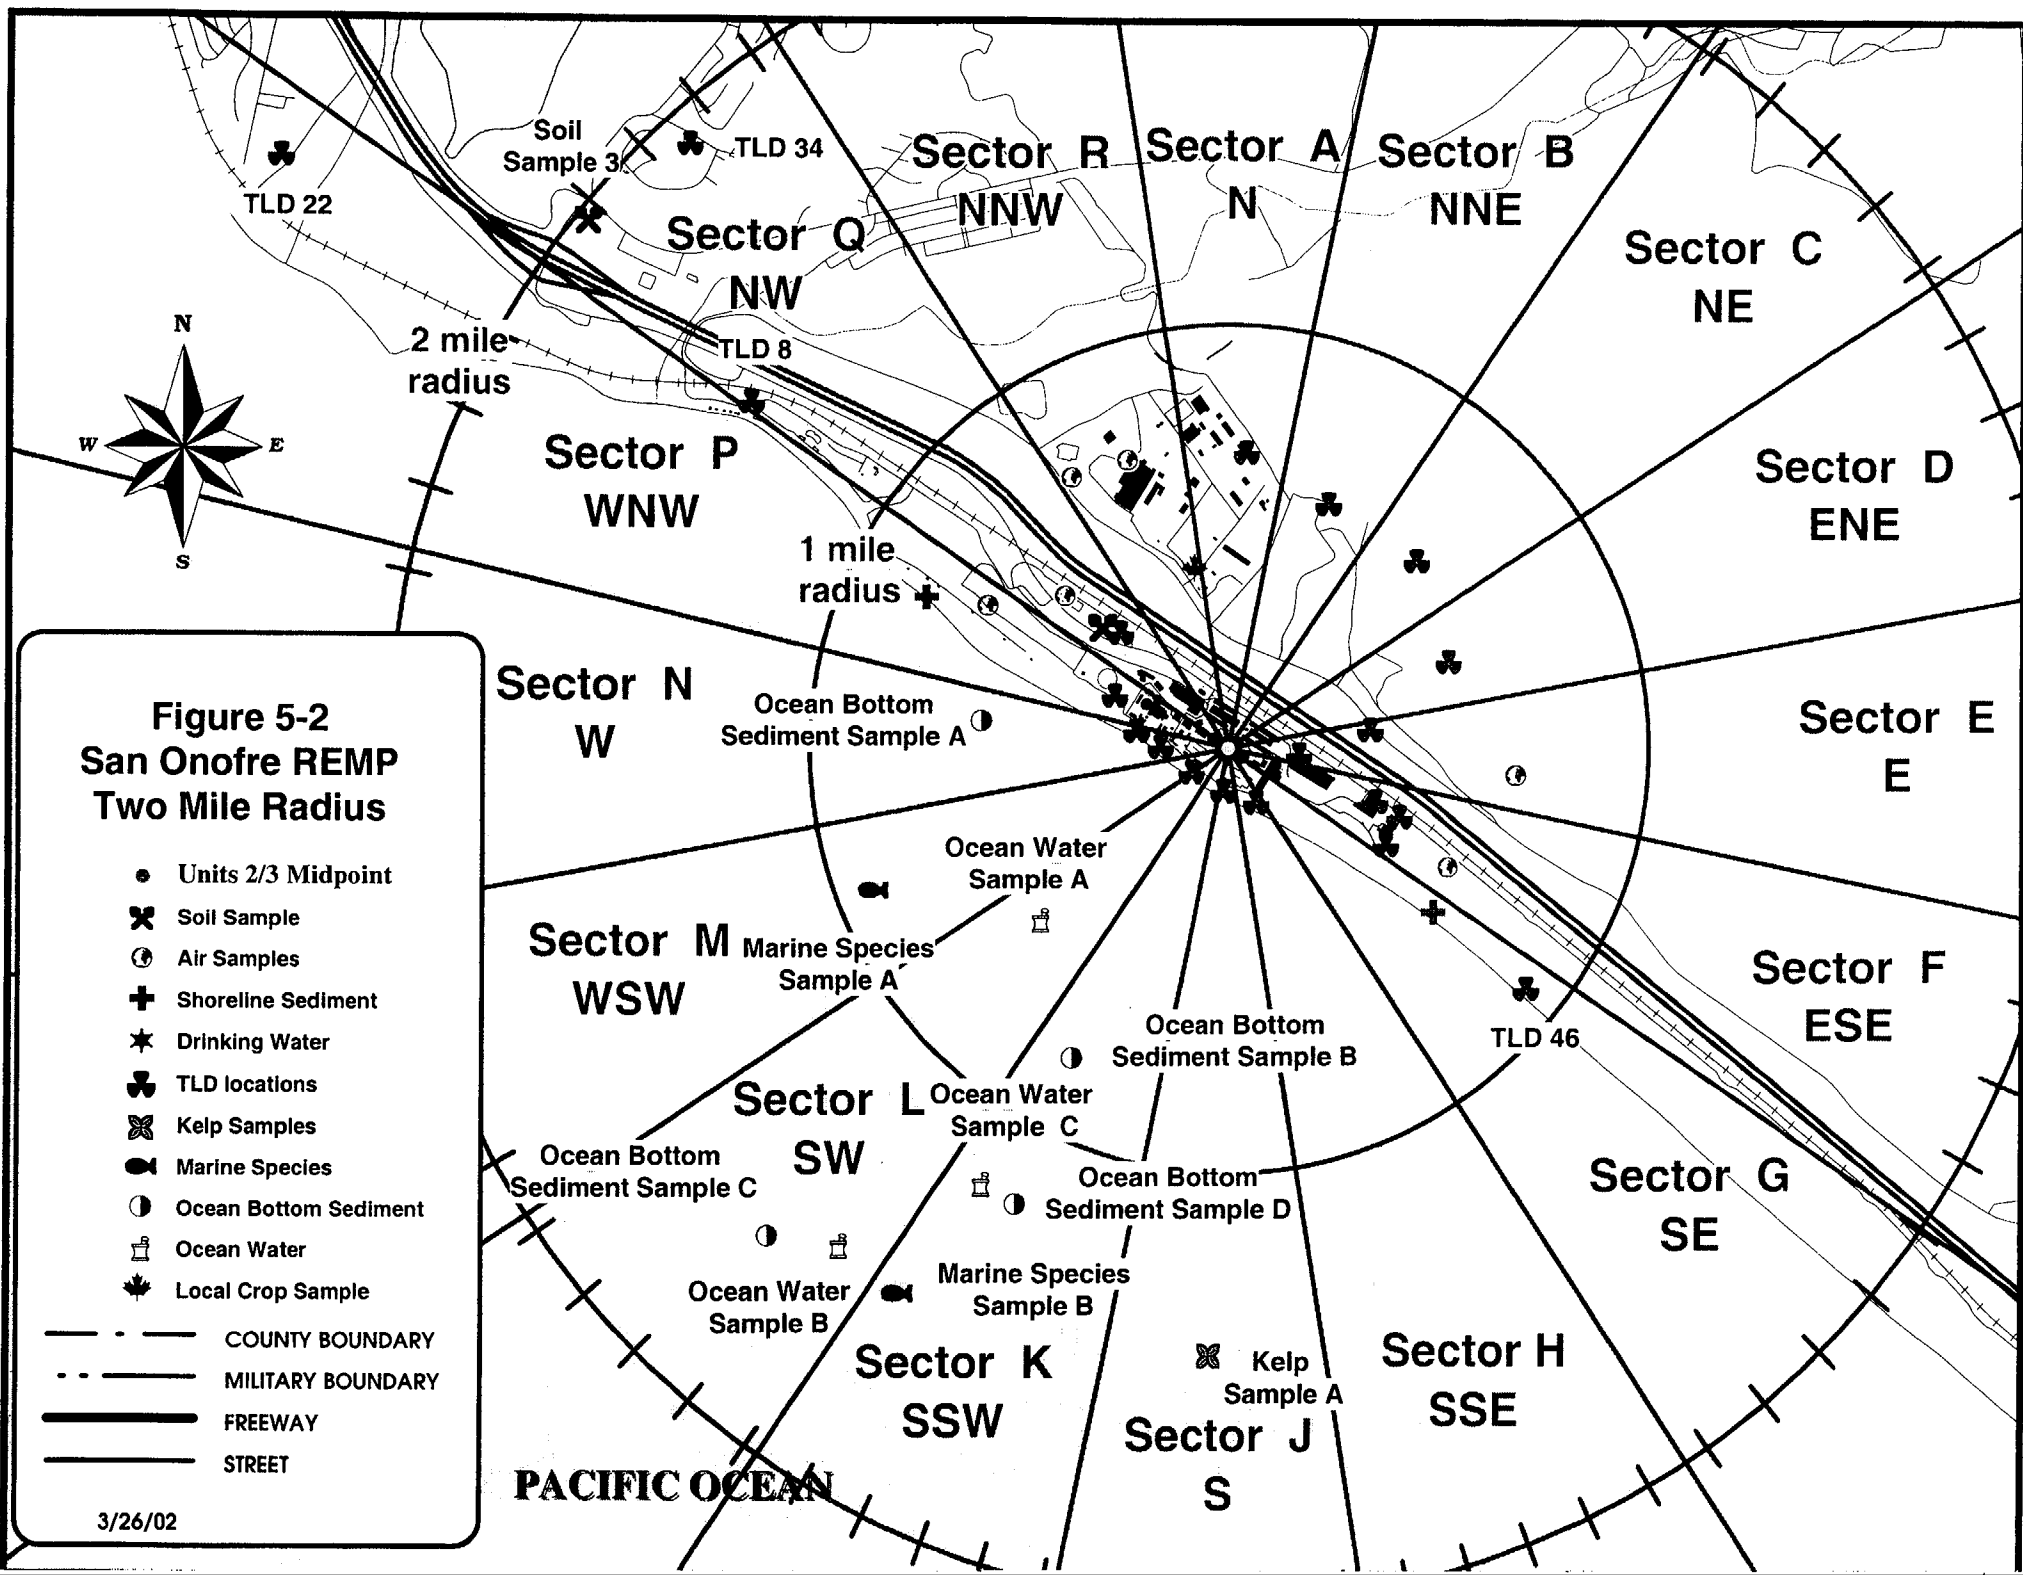 Soil
Sample 3
TLD 34
TLD 22
Sector R
NNW
Sector A
N
Sector B
NNE
Sector Q
NW
Sector C
NE
TLD 8
2 mile
radius
N
W E
S
Sector P
WNW
Sector D
ENE
1 mile
radius
Sector N
W
Ocean Bottom
Sediment Sample A
Sector E
E
Ocean Water
Sample A
Sector M
WSW
Marine Species
Sample A
Sector F
ESE
Ocean Bottom
Sediment Sample B
TLD 46
Sector L
SW
Ocean Water
Sample C
Ocean Bottom
Sediment Sample C
Ocean Bottom
Sediment Sample D
Sector G
SE
Ocean Water
Sample B
Marine Species
Sample B
Sector K
SSW
Kelp
Sample A
Sector H
SSE
Sector J
S
PACIFIC OCEAN
Figure 5-2
San Onofre REMP
Two Mile Radius
Units 2/3 Midpoint
Soil Sample
Air Samples
Shoreline Sediment
Drinking Water
TLD locations
Kelp Samples
Marine Species
Ocean Bottom Sediment
Ocean Water
Local Crop Sample
COUNTY BOUNDARY
MILITARY BOUNDARY
FREEWAY
STREET
3/26/02